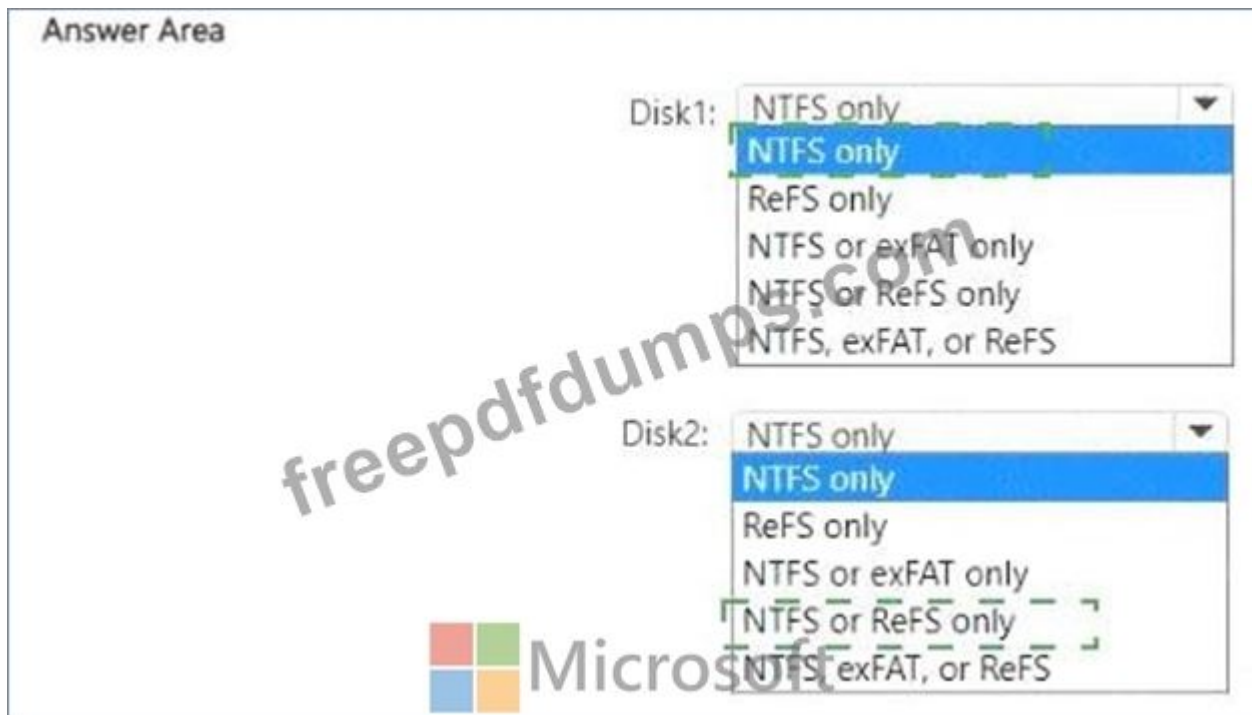 Answer Area
Disk1: NTFS only
NTFS only
ReFS only
NTFS or exFAT only
NTFS or ReFS only
NTFS, exFAT, or ReFS
freepdfdumps.com
Disk2: NTFS only
NTFS only
ReFS only
NTFS or exFAT only
NTFS or ReFS only
NTFS, exFAT, or ReFS
Microsoft